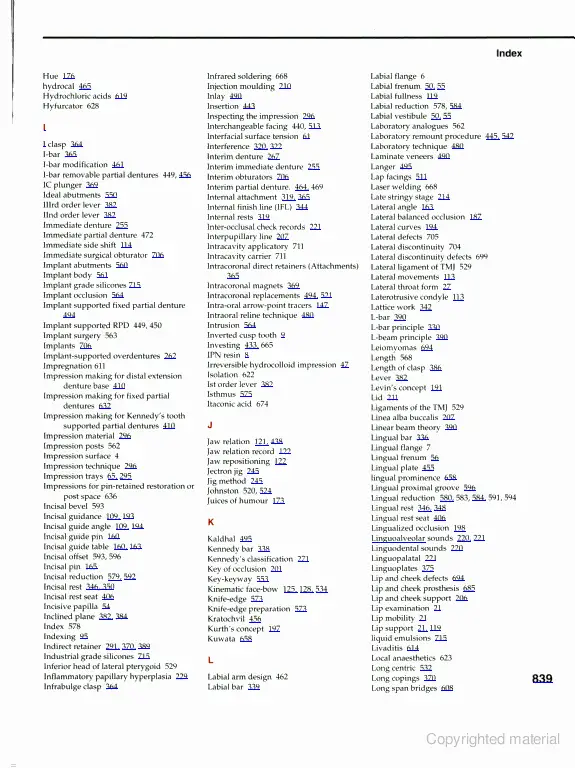 Index
Hue 176
hydrocal 465
Hydrochloric acids 619
Hyfurcator 628
I
I clasp 364
I-bar 365
I-bar modification 461
I-bar removable partial dentures 449, 456
IC plunger 369
Ideal abutments 550
IIIrd order lever 382
IInd order lever 382
Immediate denture 255
Immediate partial denture 472
Immediate side shift 114
Immediate surgical obturator 706
Implant abutments 560
Implant body 561
Implant grade silicones 715
Implant occlusion 564
Implant supported fixed partial denture
494
Implant supported RPD 449, 450
Implant surgery 563
Implants 706
Implant-supported overdentures 262
Impregnation 611
Impression making for distal extension
denture base 410
Impression making for fixed partial
dentures 632
Impression making for Kennedy's tooth
supported partial dentures 410
Impression material 296
Impression posts 562
Impression surface 4
Impression technique 296
Impression trays 65, 295
Impressions for pin-retained restoration or
post space 636
Incisal bevel 593
Incisal guidance 109, 193
Incisal guide angle 109, 194
Incisal guide pin 160
Incisal guide table 160, 163
Incisal offset 593, 596
Incisal pin 165
Incisal reduction 579, 592
Incisal rest 346, 350
Incisal rest seat 406
Incisive papilla 54
Inclined plane 382, 384
Index 578
Indexing 95
Indirect retainer 291, 370, 389
Industrial grade silicones 715
Inferior head of lateral pterygoid 529
Inflammatory papillary hyperplasia 229
Infrabulge clasp 364
Infrared soldering 668
Injection moulding 210
Inlay 490
Insertion 443
Inspecting the impression 296
Interchangeable facing 440, 513
Interfacial surface tension 61
Interference 320, 322
Interim denture 267
Interim immediate denture 255
Interim obturators 706
Interim partial denture. 464, 469
Internal attachment 319, 365
Internal finish line (IFL) 344
Internal rests 319
Inter-occlusal check records 221
Interpupillary line 207
Intracavity applicatory 711
Intracavity carrier 711
Intracoronal direct retainers (Attachments)
365
Intracoronal magnets 369
Intracoronal replacements 494, 521
Intra-oral arrow-point tracers 147
Intraoral reline technique 480
Intrusion 564
Inverted cusp tooth 9
Investing 433, 665
IPN resin 8
Irreversible hydrocolloid impression 47
Isolation 622
Ist order lever 382
Isthmus 575
Itaconic acid 674
J
Jaw relation 121, 438
Jaw relation record 122
Jaw repositioning 122
Jectron jig 245
Jig method 245
Johnston 520, 524
Juices of humour 173
K
Kaldhal 495
Kennedy bar 338
Kennedy's classification 271
Key of occlusion 201
Key-keyway 553
Kinematic face-bow 125, 128, 534
Knife-edge 573
Knife-edge preparation 573
Kratochvil 456
Kurth's concept 197
Kuwata 658
L
Labial arm design 462
Labial bar 339
Labial flange 6
Labial frenum 50, 55
Labial fullness 119
Labial reduction 578, 584
Labial vestibule 50, 55
Laboratory analogues 562
Laboratory remount procedure 445, 542
Laboratory technique 480
Laminate veneers 490
Langer 495
Lap facings 511
Laser welding 668
Late stringy stage 214
Lateral angle 163
Lateral balanced occlusion 187
Lateral curves 194
Lateral defects 705
Lateral discontinuity 704
Lateral discontinuity defects 699
Lateral ligament of TMJ 529
Lateral movements 113
Lateral throat form 27
Laterotrusive condyle 113
Lattice work 342
L-bar 390
L-bar principle 330
L-beam principle 390
Leiomyomas 694
Length 568
Length of clasp 386
Lever 382
Levin's concept 191
Lid 211
Ligaments of the TMJ 529
Linea alba buccalis 207
Linear beam theory 390
Lingual bar 336
Lingual flange 7
Lingual frenum 56
Lingual plate 455
lingual prominence 658
Lingual proximal groove 596
Lingual reduction 580, 583, 584, 591, 594
Lingual rest 346, 348
Lingual rest seat 406
Lingualized occlusion 198
Linguoalveolar sounds 220, 221
Linguodental sounds 220
Linguopalatal 221
Linguoplates 375
Lip and cheek defects 694
Lip and cheek prosthesis 685
Lip and cheek support 206
Lip examination 21
Lip mobility 21
Lip support 21, 119
liquid emulsions 715
Livaditis 614
Local anaesthetics 623
Long centric 532
Long copings 370
Long span bridges 608
839
Copyrighted material